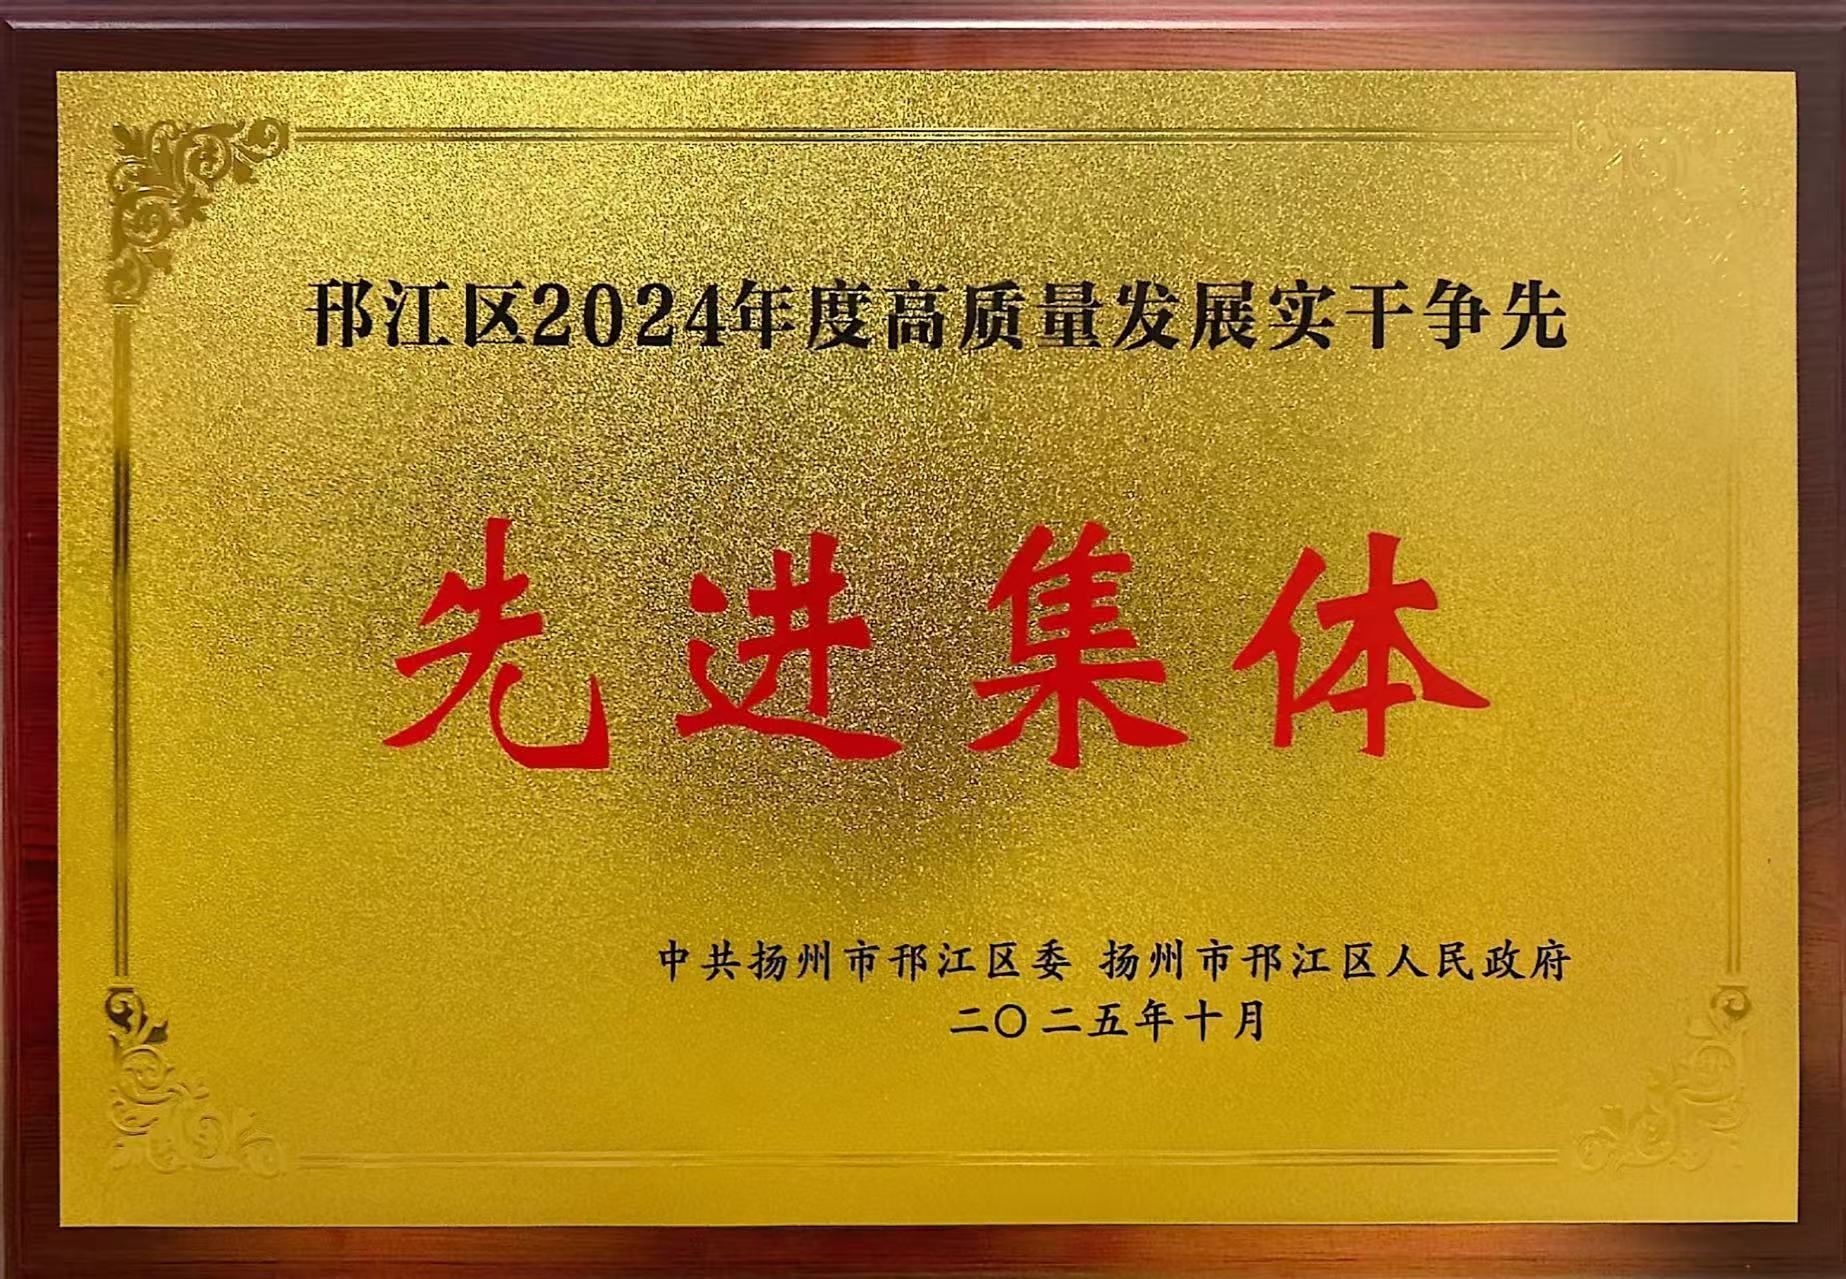 邗江区2024年度高质量发展实干争先
先进集体
中共扬州市邗江区委 扬州市邗江区人民政府
二〇二五年十月